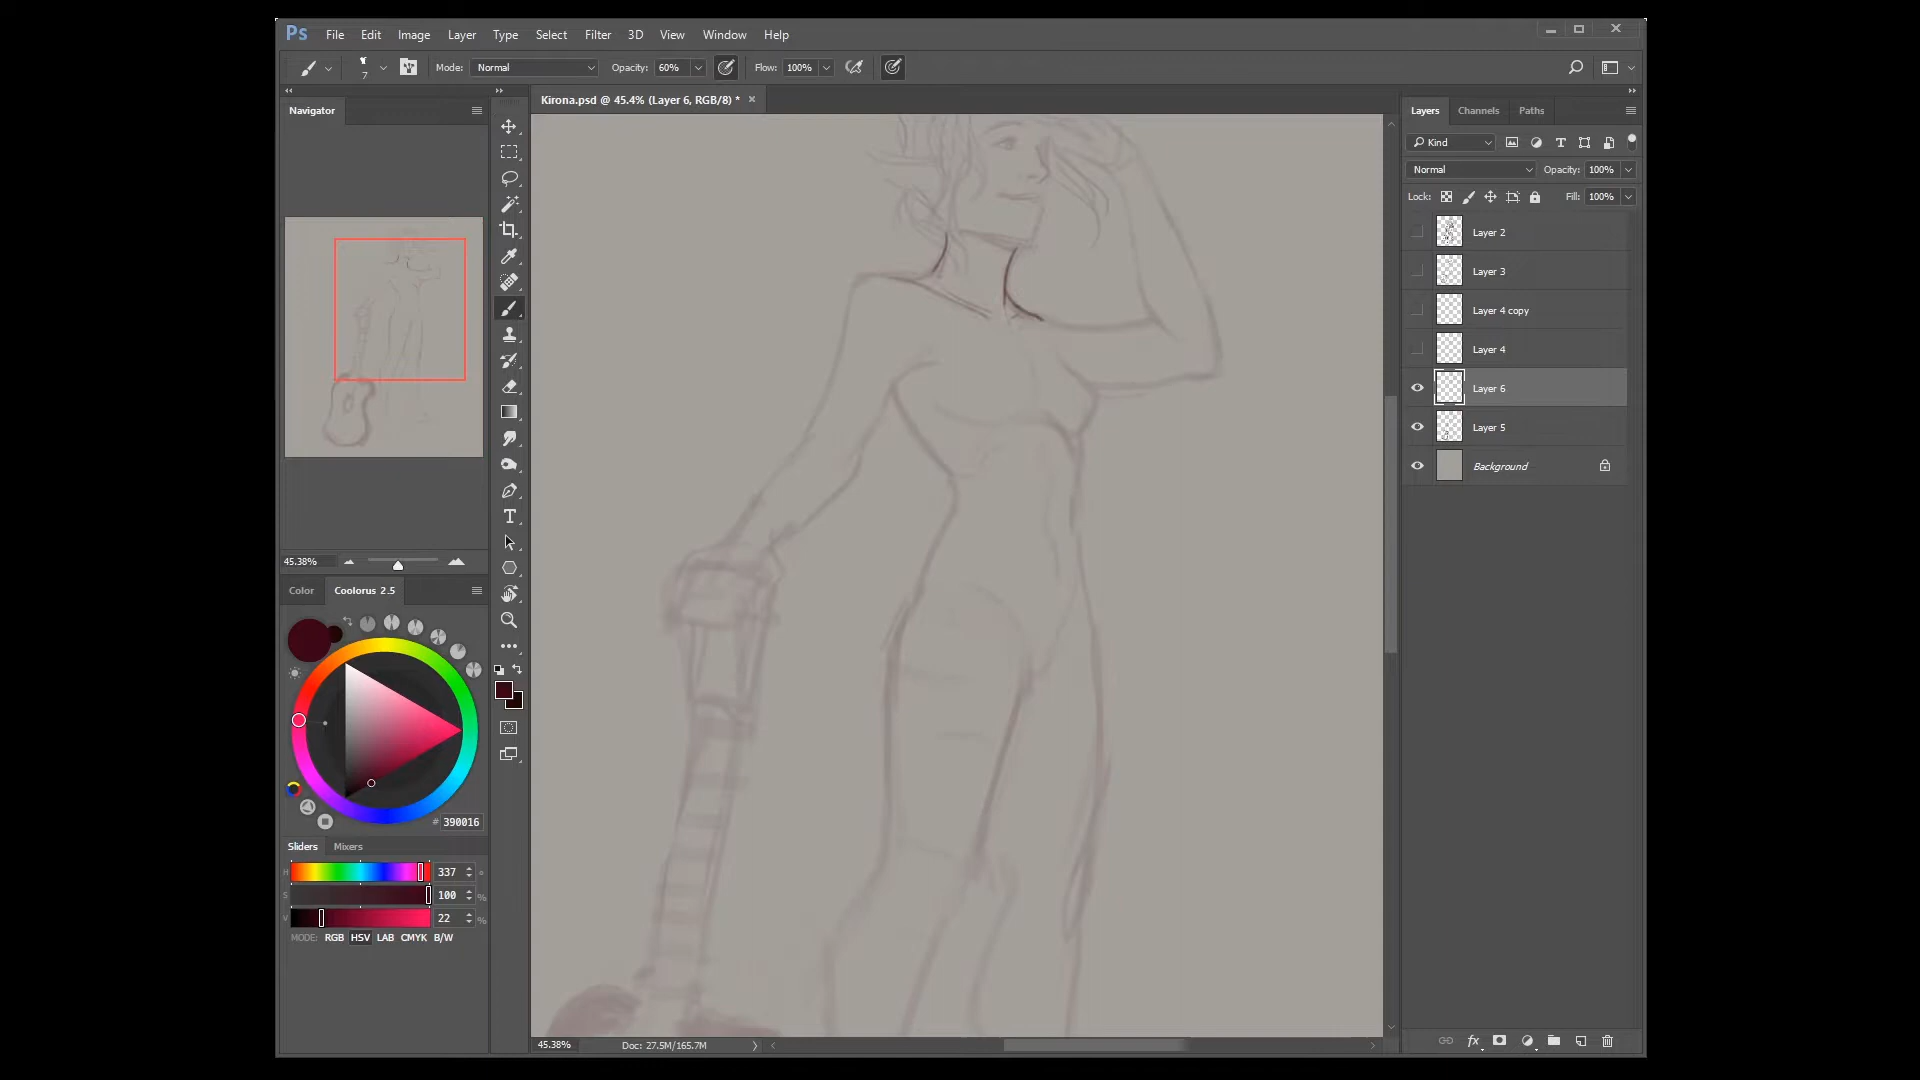 Ps File Edit Image Layer Type Select Filter 3D View Window Help
7 Mode: Normal Opacity: 60% Flow: 100%
Navigator
Kirona.psd @ 45.4% (Layer 6, RGB/8) *
Layers Channels Paths
Kind
Normal Opacity: 100%
Lock: Fill: 100%
Layer 2
Layer 3
Layer 4 copy
Layer 4
Layer 6
Layer 5
Background
45.38%
Color Coolorus 2.5
# 390016
Sliders Mixers
H 337 °
S 100 %
V 22 %
MODE: RGB HSV LAB CMYK B/W
45.38% Doc: 27.5M/165.7M
fx